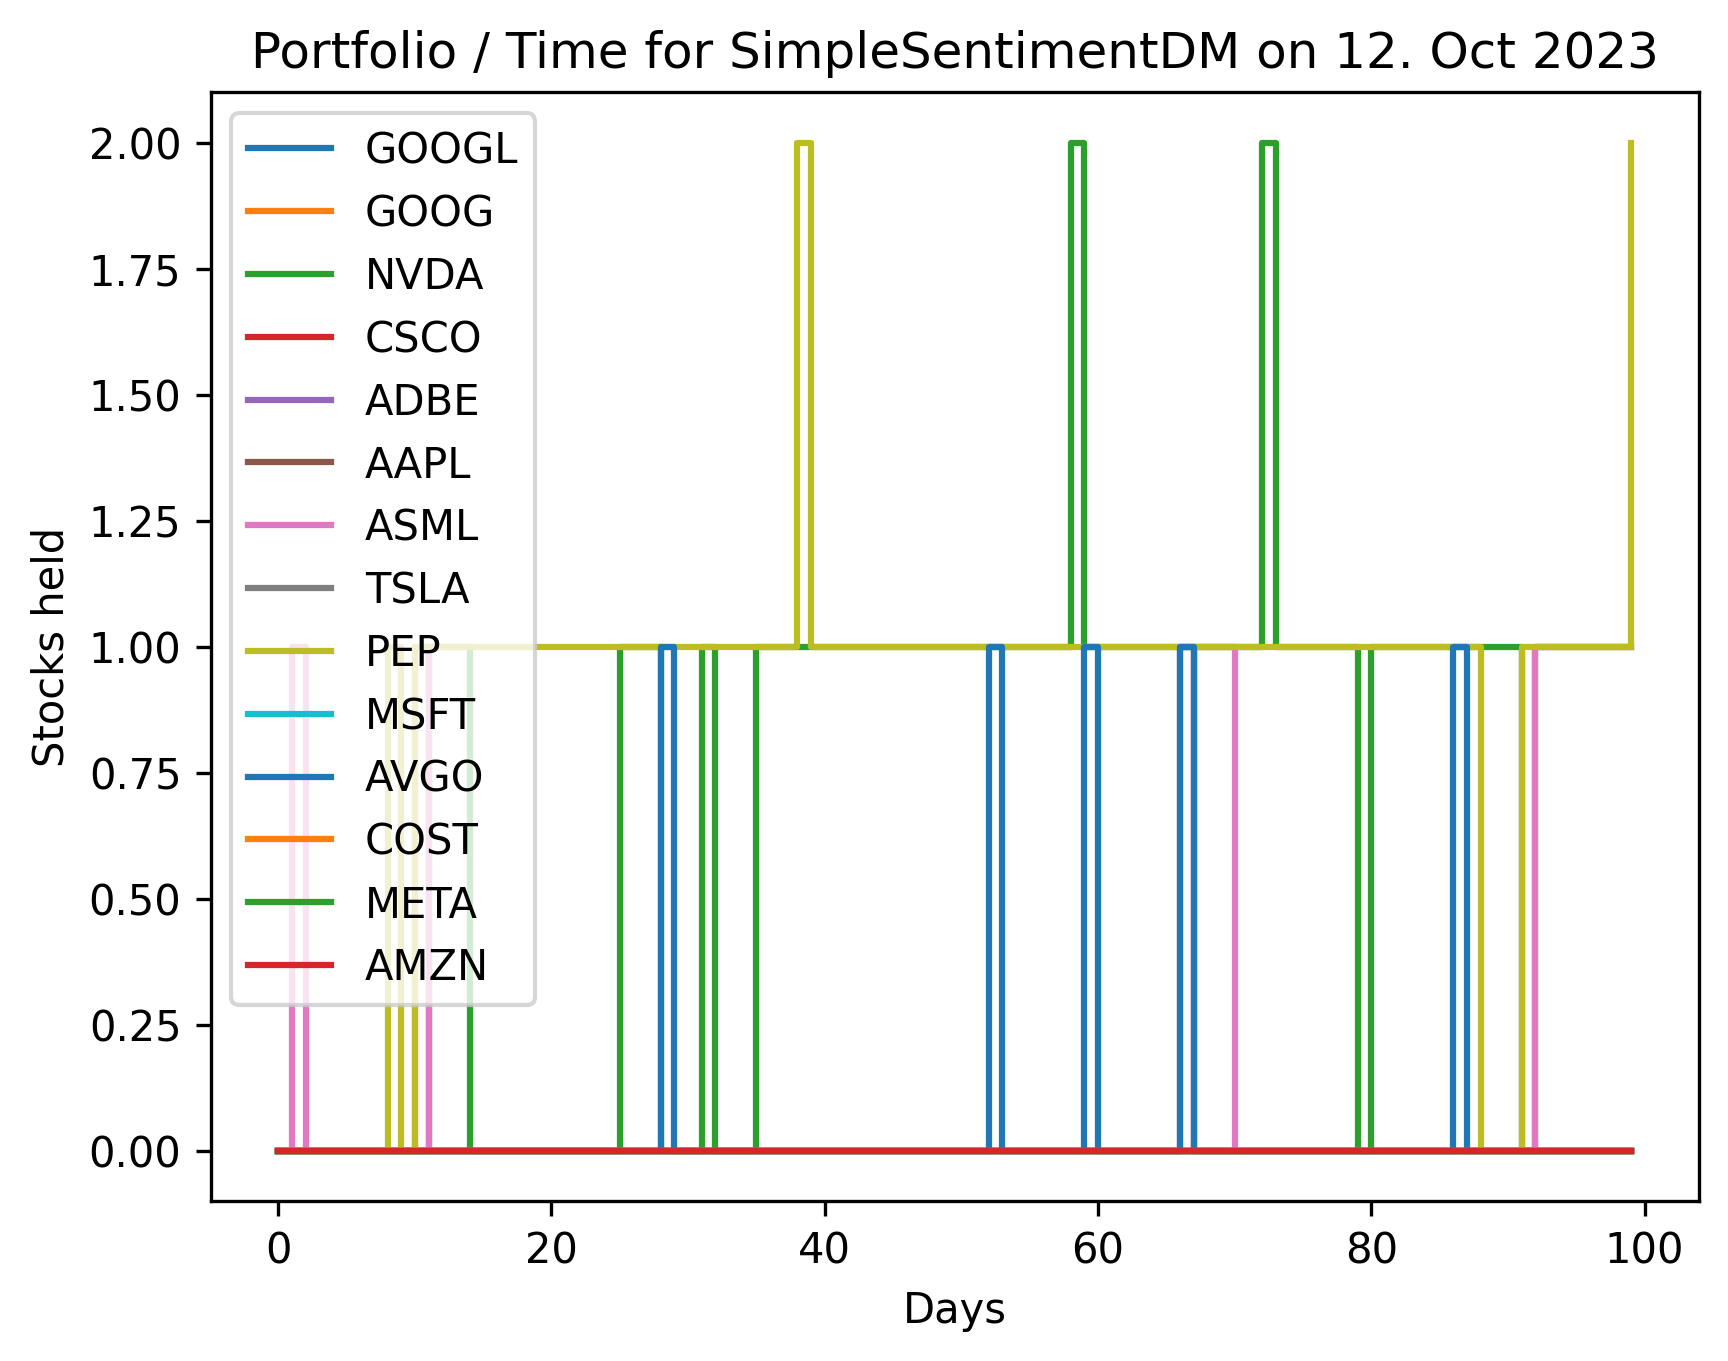 Portfolio / Time for SimpleSentimentDM on 12. Oct 2023
2.00
1.75
1.50
1.25
1.00
0.75
0.50
0.25
0.00
Stocks held
GOOGL
GOOG
NVDA
CSCO
ADBE
AAPL
ASML
TSLA
PEP
MSFT
AVGO
COST
META
AMZN
0 20 40 60 80 100
Days